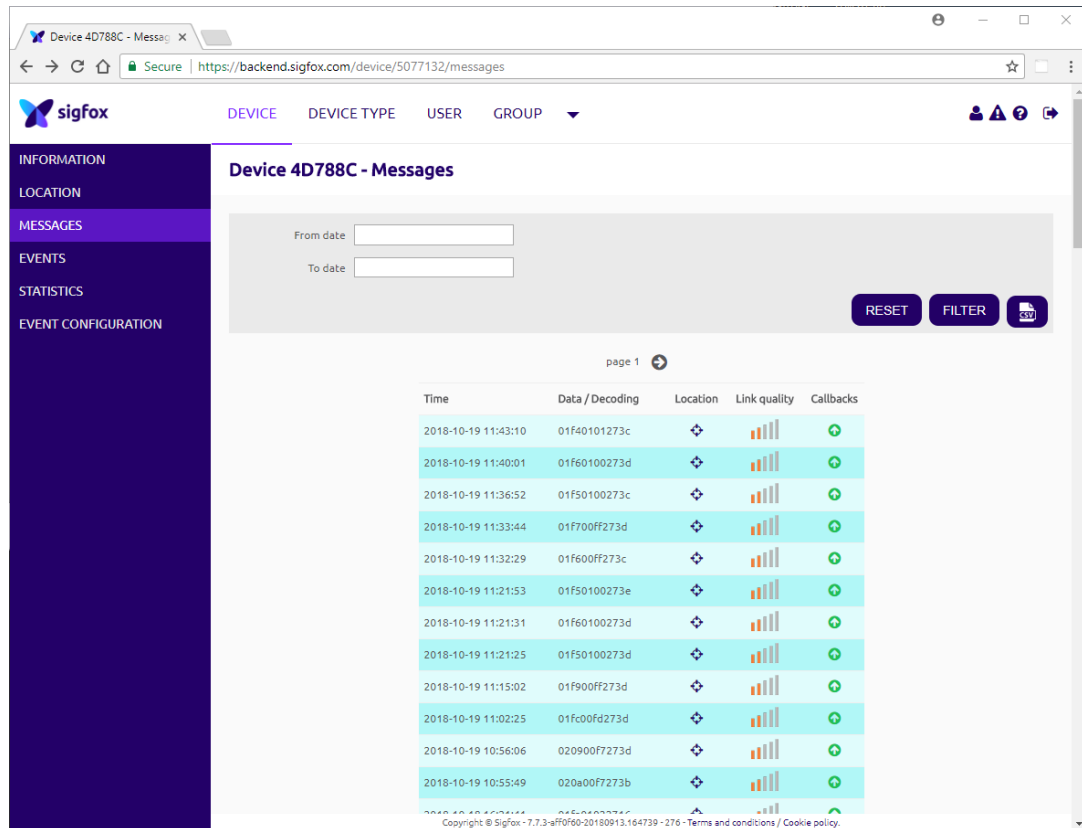 Device 4D788C - Messag
Secure | https://backend.sigfox.com/device/5077132/messages
sigfox
DEVICE DEVICE TYPE USER GROUP
INFORMATION
LOCATION
MESSAGES
EVENTS
STATISTICS
EVENT CONFIGURATION
Device 4D788C - Messages
From date
To date
RESET FILTER CSV
page 1
Time Data / Decoding Location Link quality Callbacks
2018-10-19 11:43:10 01f40101273c
2018-10-19 11:40:01 01f60100273d
2018-10-19 11:36:52 01f50100273c
2018-10-19 11:33:44 01f700ff273d
2018-10-19 11:32:29 01f600ff273c
2018-10-19 11:21:53 01f50100273e
2018-10-19 11:21:31 01f60100273d
2018-10-19 11:21:25 01f50100273d
2018-10-19 11:15:02 01f900ff273d
2018-10-19 11:02:25 01fc00fd273d
2018-10-19 10:56:06 020900f7273d
2018-10-19 10:55:49 020a00f7273b
Copyright © Sigfox - 7.7.3-aff0f60-20180913.164739 - 276 - Terms and conditions / Cookie policy.